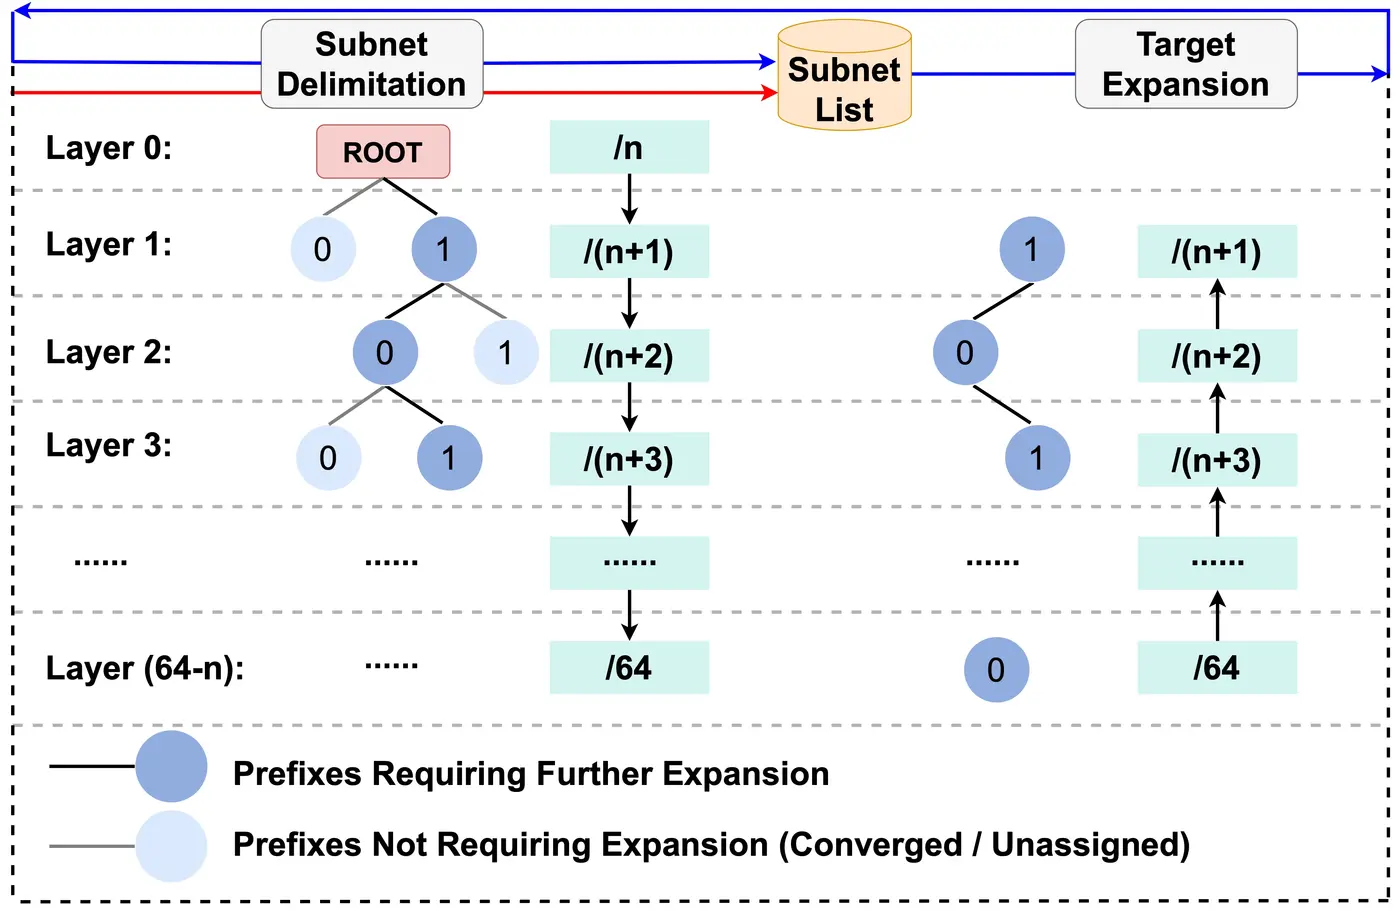 Subnet
Delimitation
Subnet
List
Target
Expansion
Layer 0:
ROOT
/n
Layer 1:
0
1
/(n+1)
1
/(n+1)
Layer 2:
0
1
/(n+2)
0
/(n+2)
Layer 3:
0
1
/(n+3)
1
/(n+3)
......
......
......
......
......
Layer (64-n):
......
/64
0
/64
Prefixes Requiring Further Expansion
Prefixes Not Requiring Expansion (Converged / Unassigned)